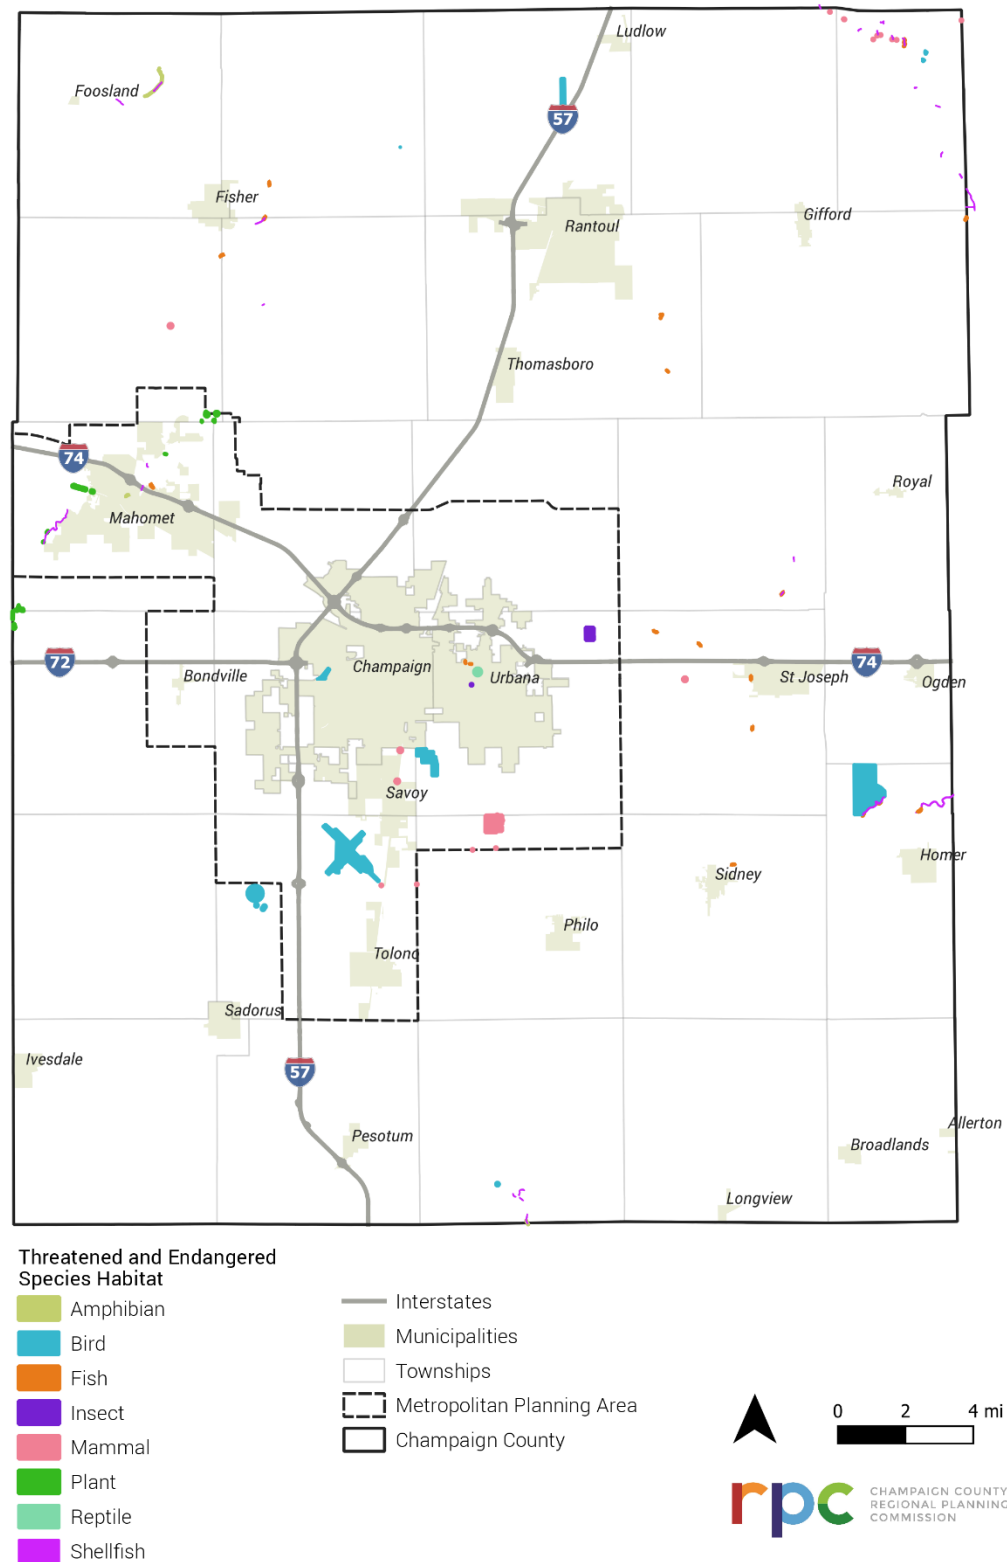 Ludlow
Foosland
57
Fisher
Gifford
Rantoul
Thomasboro
74
Royal
Mahomet
72
Bondville
Champaign
Urbana
St Joseph
74
Ogden
Savoy
Homer
Sidney
Philo
Tolono
Sadorus
Ivesdale
57
Pesotum
Allerton
Broadlands
Longview
Threatened and Endangered
Species Habitat
Amphibian
Bird
Fish
Insect
Mammal
Plant
Reptile
Shellfish
Interstates
Municipalities
Townships
Metropolitan Planning Area
Champaign County
0 2 4 mi
rpc
CHAMPAIGN COUNTY
REGIONAL PLANNING
COMMISSION